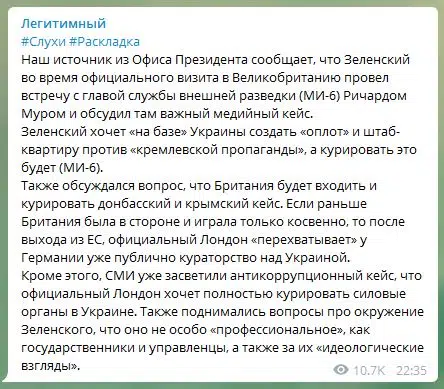 Легитимный
#Слухи #Раскладка
Наш источник из Офиса Президента сообщает, что Зеленский
во время официального визита в Великобританию провел
встречу с главой службы внешней разведки (МИ-6) Ричардом
Муром и обсудил там важный медийный кейс.
Зеленский хочет «на базе» Украины создать «оплот» и штаб-
квартиру против «кремлевской пропаганды», а курировать это
будет (МИ-6).
Также обсуждался вопрос, что Британия будет входить и
курировать донбасский и крымский кейс. Если раньше
Британия была в стороне и играла только косвенно, то после
выхода из ЕС, официальный Лондон «перехватывает» у
Германии уже публично кураторство над Украиной.
Кроме этого, СМИ уже засветили антикоррупционный кейс, что
официальный Лондон хочет полностью курировать силовые
органы в Украине. Также поднимались вопросы про окружение
Зеленского, что оно не особо «профессиональное», как
государственники и управленцы, а также за их «идеологические
взгляды».
10.7K 22:35